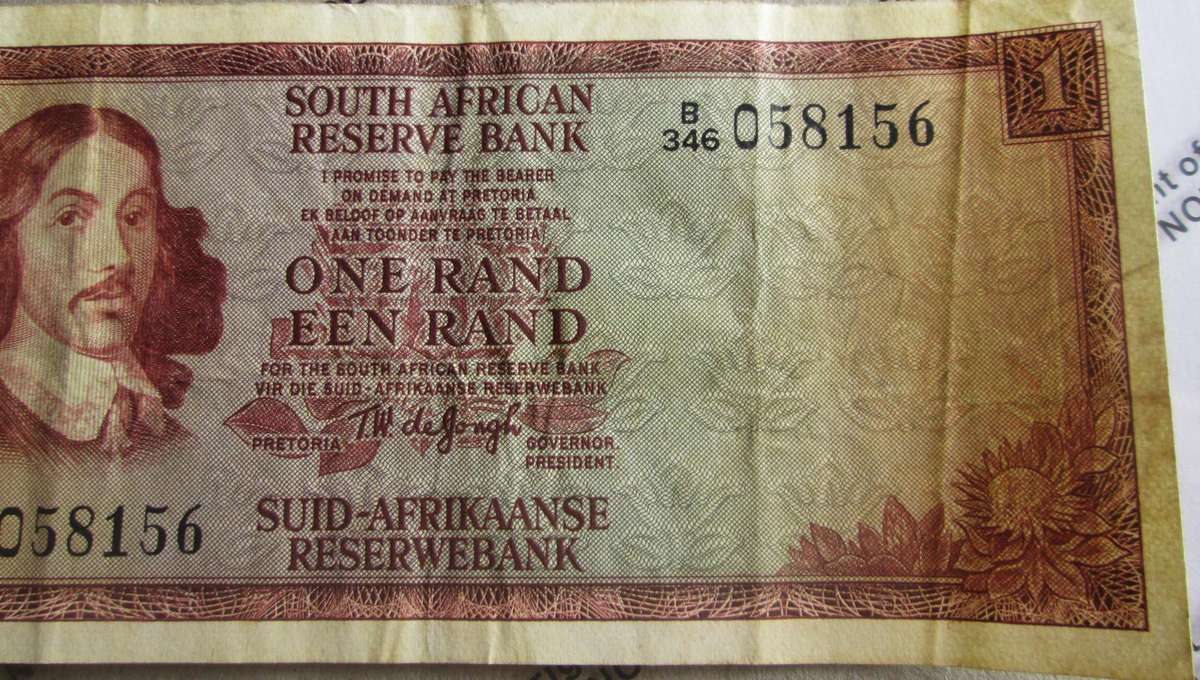 SOUTH AFRICAN
RESERVE BANK
B
346 058156
1
I PROMISE TO PAY THE BEARER
ON DEMAND AT PRETORIA
EK BELOOF OP AANVRAAG TE BETAAL
AAN TOONDER TE PRETORIA
ONE RAND
EEN RAND
FOR THE SOUTH AFRICAN RESERVE BANK
VIR DIE SUID-AFRIKAANSE RESERWEBANK
T.W. de Jongh
PRETORIA
GOVERNOR.
PRESIDENT.
058156
SUID-AFRIKAANSE
RESERWEBANK